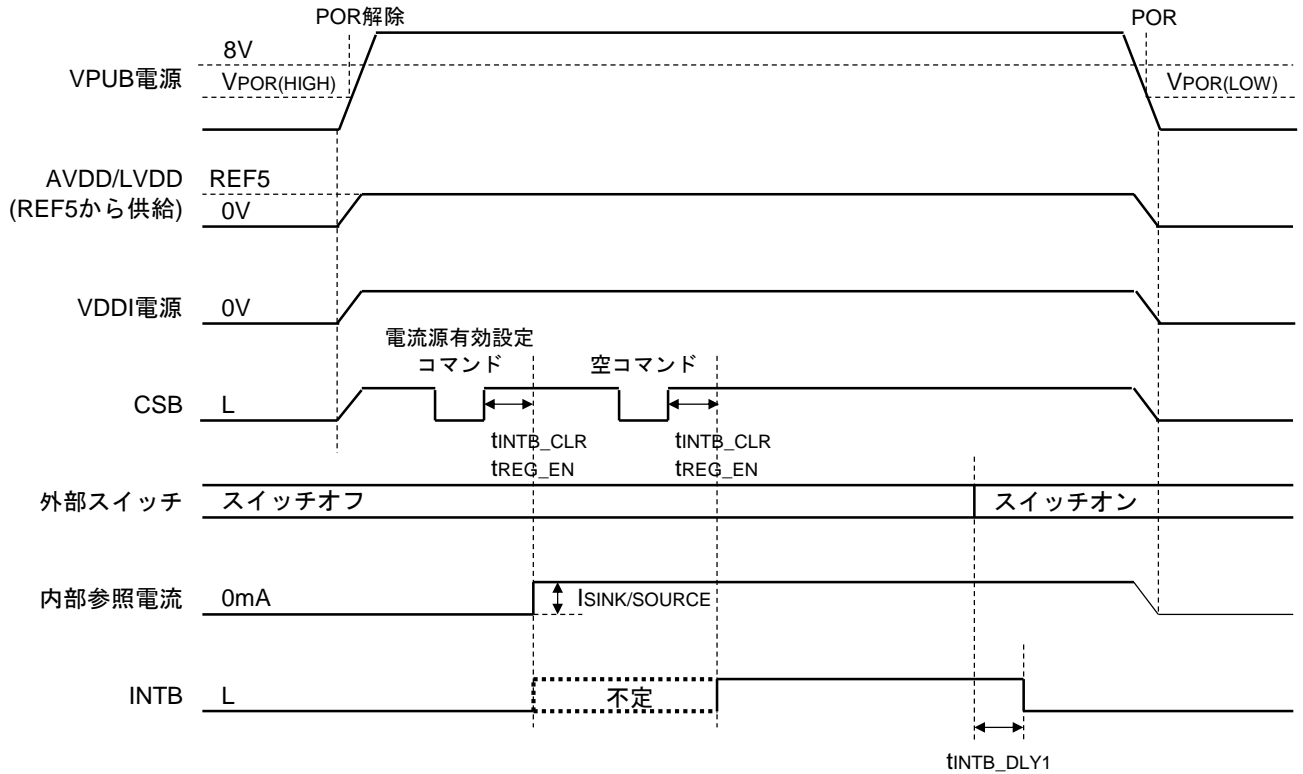 POR解除
POR
8V
VPUB電源
VPOR(HIGH)
VPOR(LOW)
AVDD/LVDD
(REF5から供給)
REF5
0V
VDDI電源
0V
電流源有効設定
コマンド
空コマンド
CSB
L
tINTB_CLR
tREG_EN
tINTB_CLR
tREG_EN
外部スイッチ
スイッチオフ
スイッチオン
内部参照電流
0mA
ISINK/SOURCE
INTB
L
不定
tINTB_DLY1